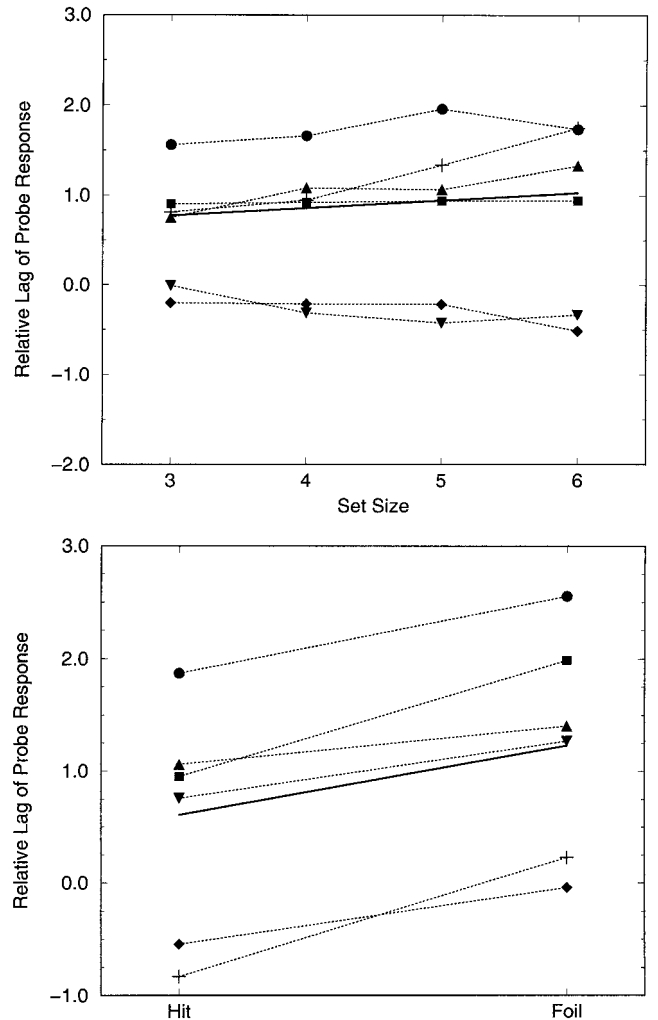 3.0
2.0
1.0
0.0
−1.0
−2.0
Relative Lag of Probe Response
3 4 5 6
Set Size
3.0
2.0
1.0
0.0
−1.0
Relative Lag of Probe Response
Hit Foil